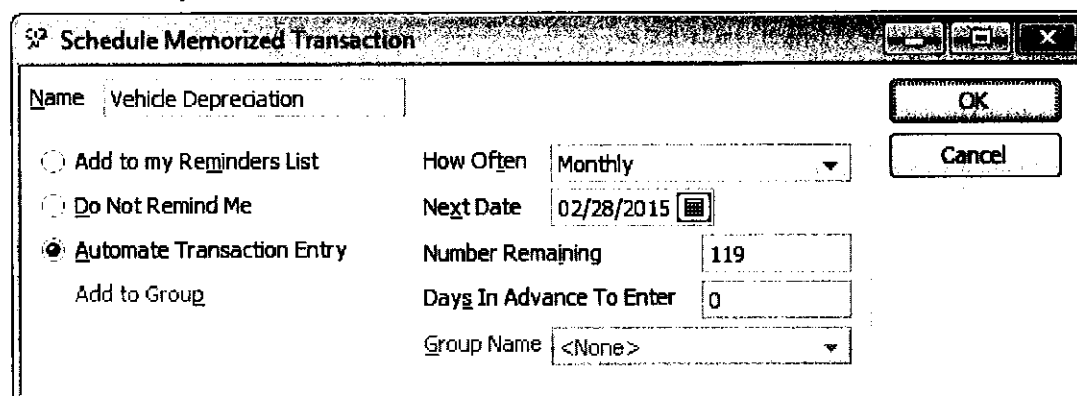 Schedule Memorized Transaction
Name Vehicle Depreciation
OK
Cancel
Add to my Reminders List
Do Not Remind Me
Automate Transaction Entry
Add to Group
How Often Monthly
Next Date 02/28/2015
Number Remaining 119
Days In Advance To Enter 0
Group Name <None>